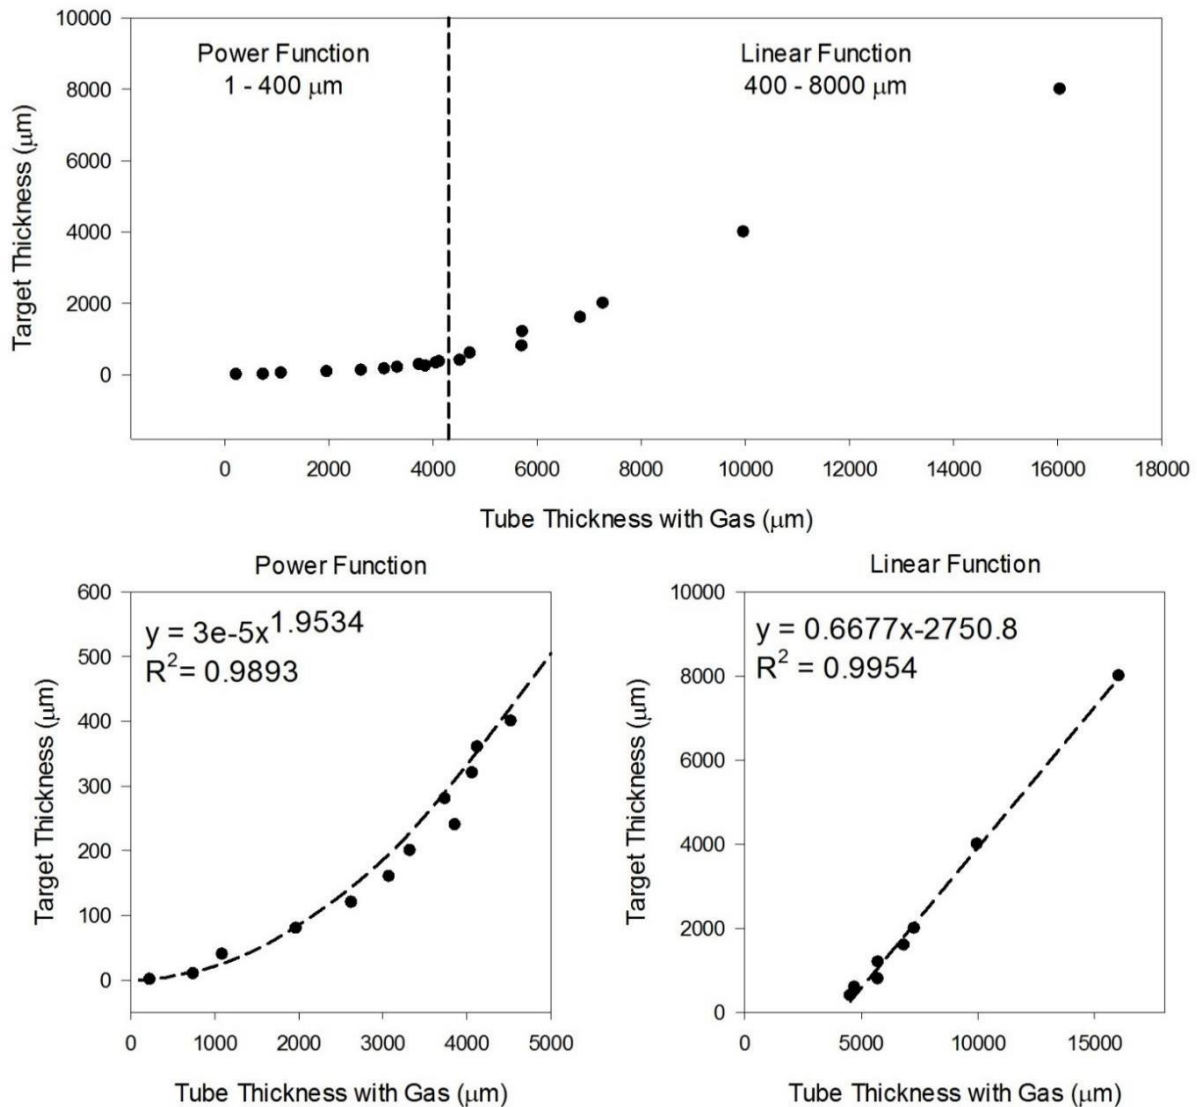 10000
8000
6000
4000
2000
0
Target Thickness (μm)
Power Function
1 - 400 μm
Linear Function
400 - 8000 μm
0 2000 4000 6000 8000 10000 12000 14000 16000 18000
Tube Thickness with Gas (μm)
Power Function
600
500
400
300
200
100
0
Target Thickness (μm)
y = 3e-5x^1.9534
R² = 0.9893
0 1000 2000 3000 4000 5000
Tube Thickness with Gas (μm)
Linear Function
10000
8000
6000
4000
2000
0
Target Thickness (μm)
y = 0.6677x-2750.8
R² = 0.9954
0 5000 10000 15000
Tube Thickness with Gas (μm)